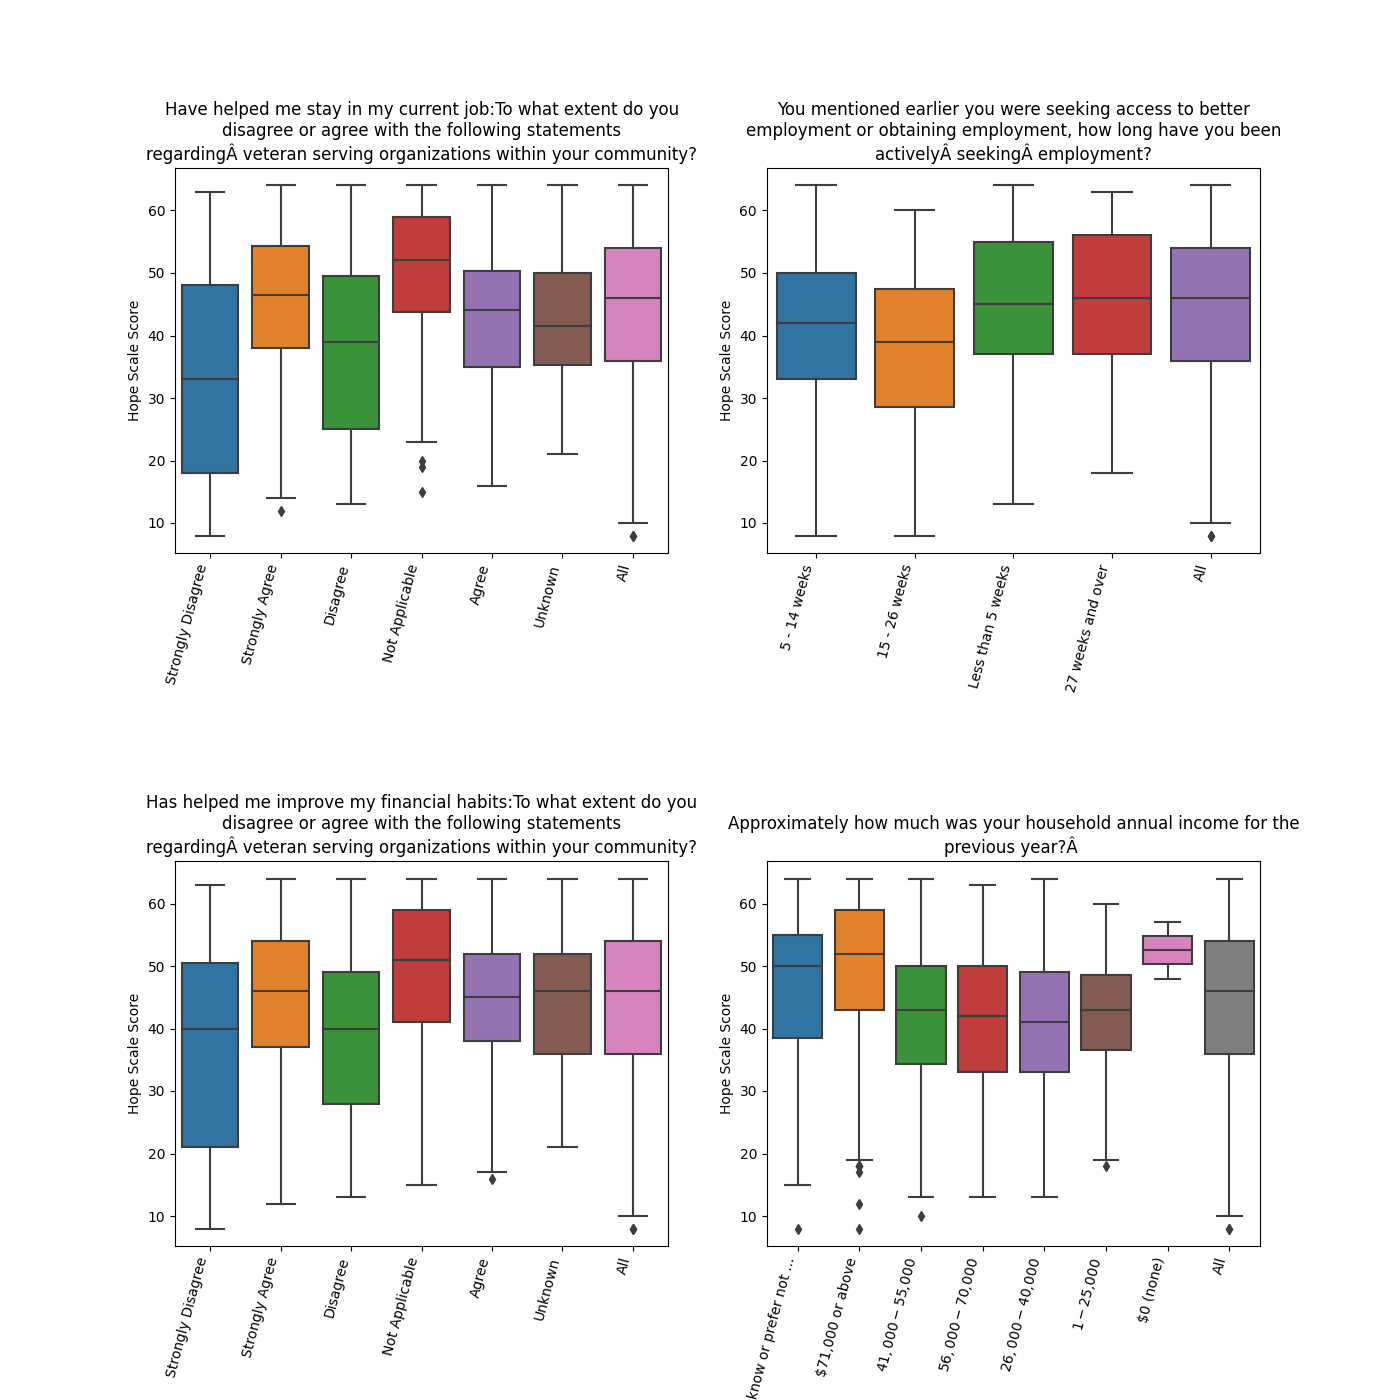 Have helped me stay in my current job:To what extent do you
disagree or agree with the following statements
regardingÂ veteran serving organizations within your community?
Hope Scale Score
60
50
40
30
20
10
Strongly Disagree
Strongly Agree
Disagree
Not Applicable
Agree
Unknown
All
You mentioned earlier you were seeking access to better
employment or obtaining employment, how long have you been
activelyÂ seekingÂ employment?
Hope Scale Score
60
50
40
30
20
10
5 - 14 weeks
15 - 26 weeks
Less than 5 weeks
27 weeks and over
All
Has helped me improve my financial habits:To what extent do you
disagree or agree with the following statements
regardingÂ veteran serving organizations within your community?
Hope Scale Score
60
50
40
30
20
10
Strongly Disagree
Strongly Agree
Disagree
Not Applicable
Agree
Unknown
All
Approximately how much was your household annual income for the
previous year?Â
Hope Scale Score
60
50
40
30
20
10
know or prefer not ...
$71,000 or above
41,000 − 55,000
56,000 − 70,000
26,000 − 40,000
1 − 25,000
$0 (none)
All